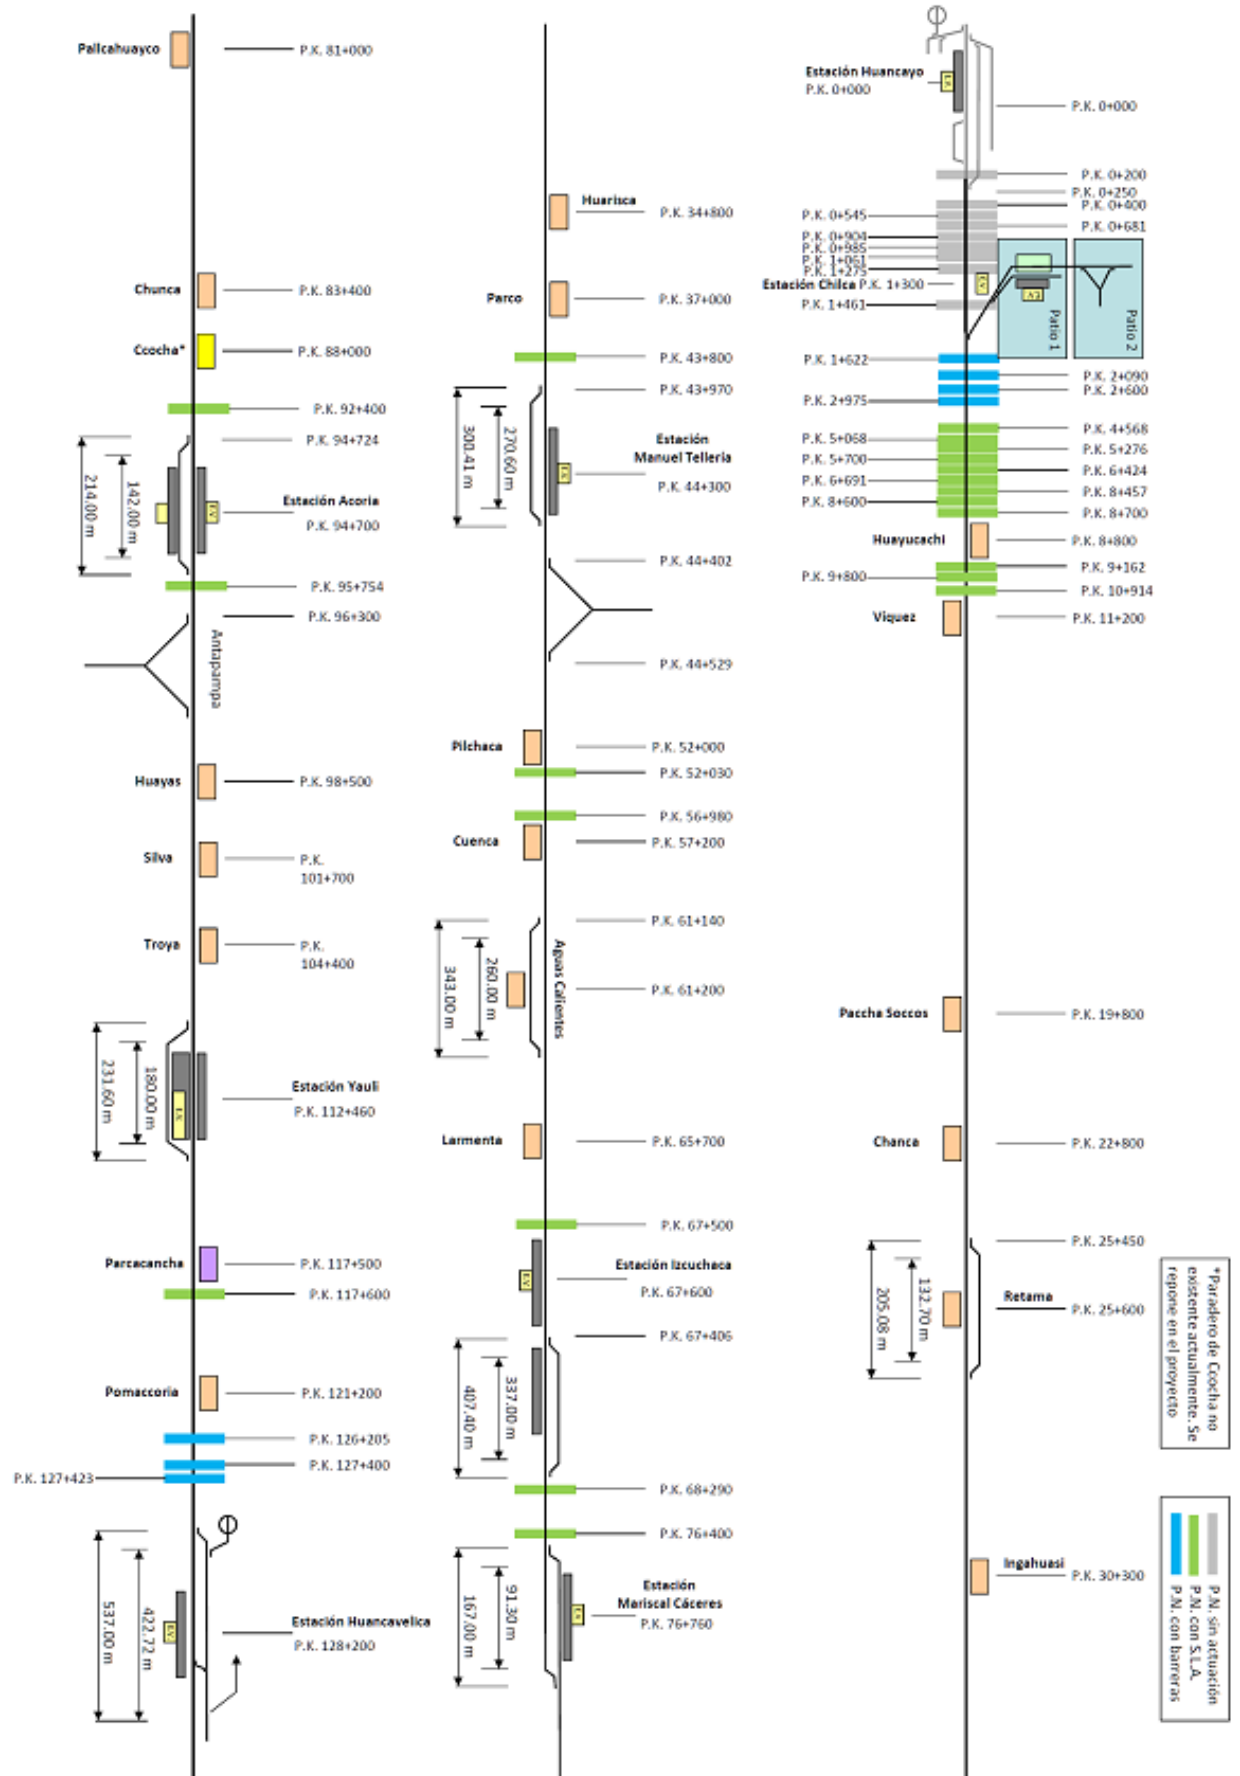 Pallcahuayco
P.K. 81+000
Chunca
P.K. 83+400
Ccocha*
P.K. 88+000
P.K. 92+400
P.K. 94+724
214.00 m
142.00 m
E.V.
Estación Acoria
P.K. 94+700
P.K. 95+754
P.K. 96+300
Antapampa
Huayas
P.K. 98+500
Silva
P.K.
101+700
Troya
P.K.
104+400
231.60 m
180.00 m
E.V.
Estación Yauli
P.K. 112+460
Parcacancha
P.K. 117+500
P.K. 117+600
Pomaccoria
P.K. 121+200
P.K. 126+205
P.K. 127+400
P.K. 127+423
537.00 m
422.72 m
E.V.
Estación Huancavelica
P.K. 128+200
Huarisca
P.K. 34+800
Parco
P.K. 37+000
P.K. 43+800
P.K. 43+970
300.41 m
270.60 m
E.V.
Estación
Manuel Tellería
P.K. 44+300
P.K. 44+402
P.K. 44+529
Pilchaca
P.K. 52+000
P.K. 52+030
P.K. 56+980
Cuenca
P.K. 57+200
P.K. 61+140
343.00 m
260.00 m
Aguas Calientes
P.K. 61+200
Larmenta
P.K. 65+700
P.K. 67+500
E.V.
Estación Izcuchaca
P.K. 67+600
P.K. 67+406
407.40 m
337.00 m
P.K. 68+290
P.K. 76+400
167.00 m
91.30 m
E.V.
Estación
Mariscal Cáceres
P.K. 76+760
Estación Huancayo
P.K. 0+000
E.V.
P.K. 0+000
P.K. 0+200
P.K. 0+250
P.K. 0+400
P.K. 0+545
P.K. 0+681
P.K. 0+904
P.K. 0+985
P.K. 1+061
P.K. 1+275
Estación Chilca P.K. 1+300
E.V.
E.V.
Patio 1
Patio 2
P.K. 1+461
P.K. 1+622
P.K. 2+090
P.K. 2+600
P.K. 2+975
P.K. 4+568
P.K. 5+068
P.K. 5+276
P.K. 5+700
P.K. 6+424
P.K. 6+691
P.K. 8+457
P.K. 8+600
P.K. 8+700
Huayucachi
P.K. 8+800
P.K. 9+162
P.K. 9+800
P.K. 10+914
Víquez
P.K. 11+200
Paccha Soccos
P.K. 19+800
Chanca
P.K. 22+800
P.K. 25+450
205.08 m
132.70 m
Retama
P.K. 25+600
Ingahuasi
P.K. 30+300
*Paradero de Ccocha no
existente actualmente. Se
repone en el proyecto
P.N. sin actuación
P.N. con S.L.A.
P.N. con barreras